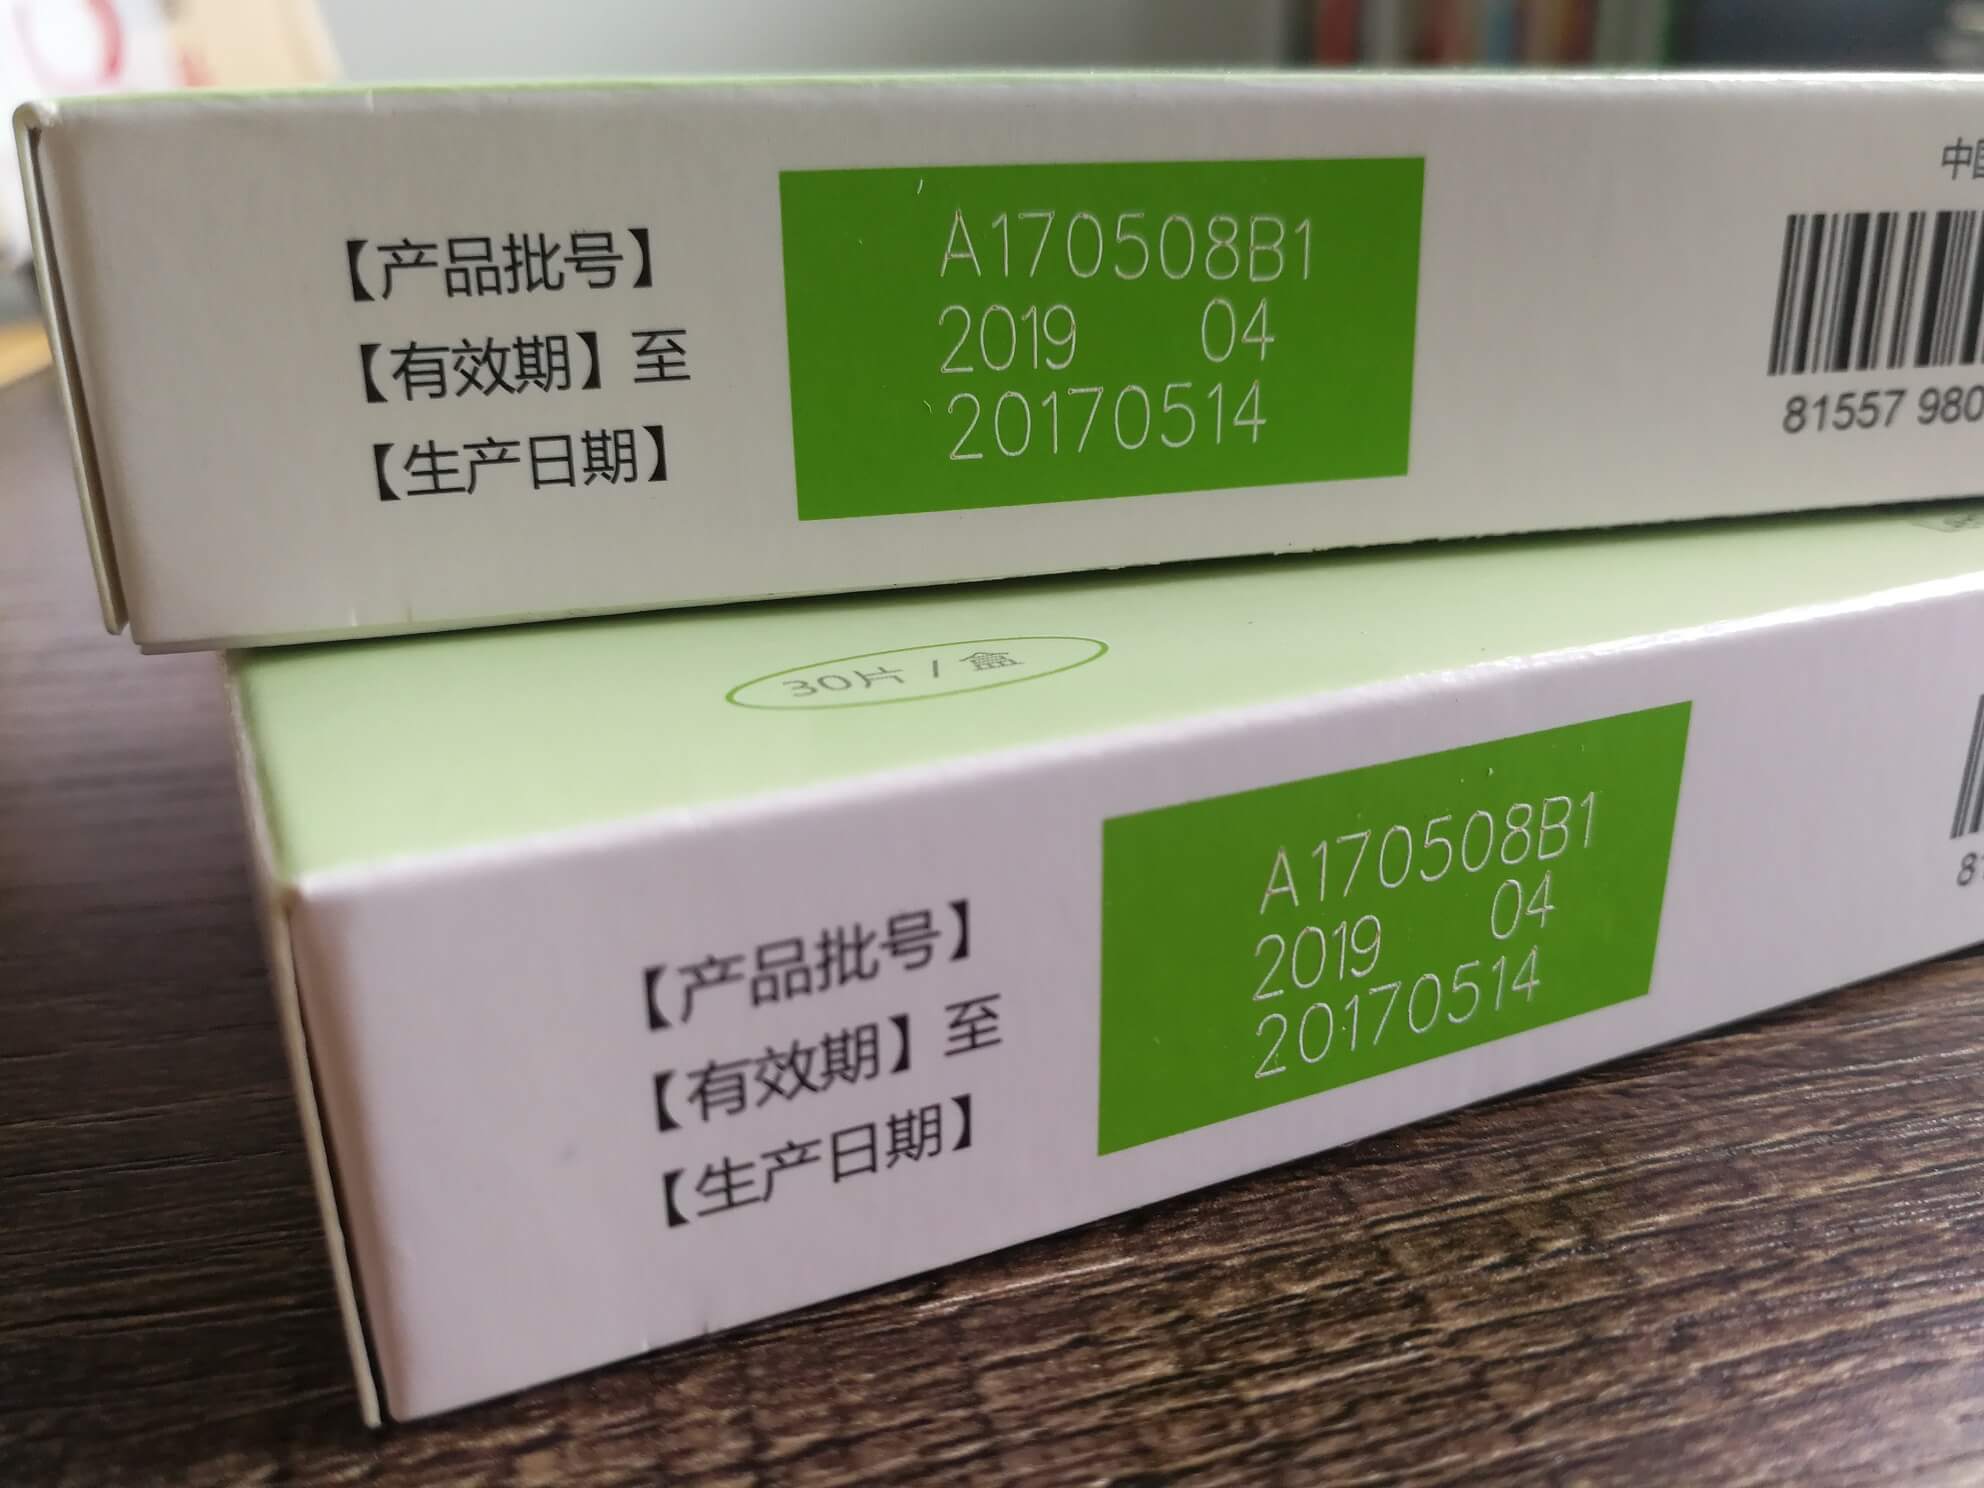 【产品批号】 A170508B1
【有效期】至 2019 04
【生产日期】 20170514
中国
81557 980
30片 / 盒
【产品批号】 A170508B1
【有效期】至 2019 04
【生产日期】 20170514